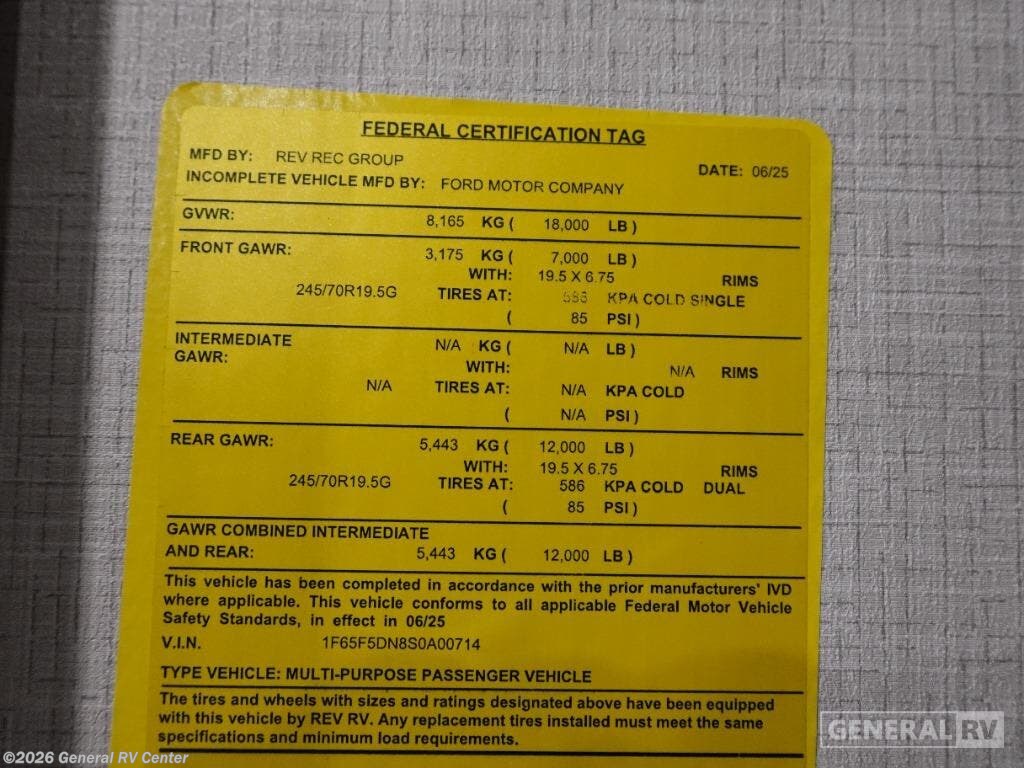 FEDERAL CERTIFICATION TAG
MFD BY: REV REC GROUP DATE: 06/25
INCOMPLETE VEHICLE MFD BY: FORD MOTOR COMPANY
GVWR: 8,165 KG ( 18,000 LB )
FRONT GAWR: 3,175 KG ( 7,000 LB )
WITH: 19.5 X 6.75 RIMS
245/70R19.5G TIRES AT: 586 KPA COLD SINGLE
( 85 PSI )
INTERMEDIATE N/A KG ( N/A LB )
GAWR: WITH: N/A RIMS
N/A TIRES AT: N/A KPA COLD
( N/A PSI )
REAR GAWR: 5,443 KG ( 12,000 LB )
WITH: 19.5 X 6.75 RIMS
245/70R19.5G TIRES AT: 586 KPA COLD DUAL
( 85 PSI )
GAWR COMBINED INTERMEDIATE
AND REAR: 5,443 KG ( 12,000 LB )
This vehicle has been completed in accordance with the prior manufacturers' IVD
where applicable. This vehicle conforms to all applicable Federal Motor Vehicle
Safety Standards, in effect in 06/25
V.I.N. 1F65F5DN8S0A00714
TYPE VEHICLE: MULTI-PURPOSE PASSENGER VEHICLE
The tires and wheels with sizes and ratings designated above have been equipped
with this vehicle by REV RV. Any replacement tires installed must meet the same
specifications and minimum load requirements.
GENERAL RV
©2026 General RV Center